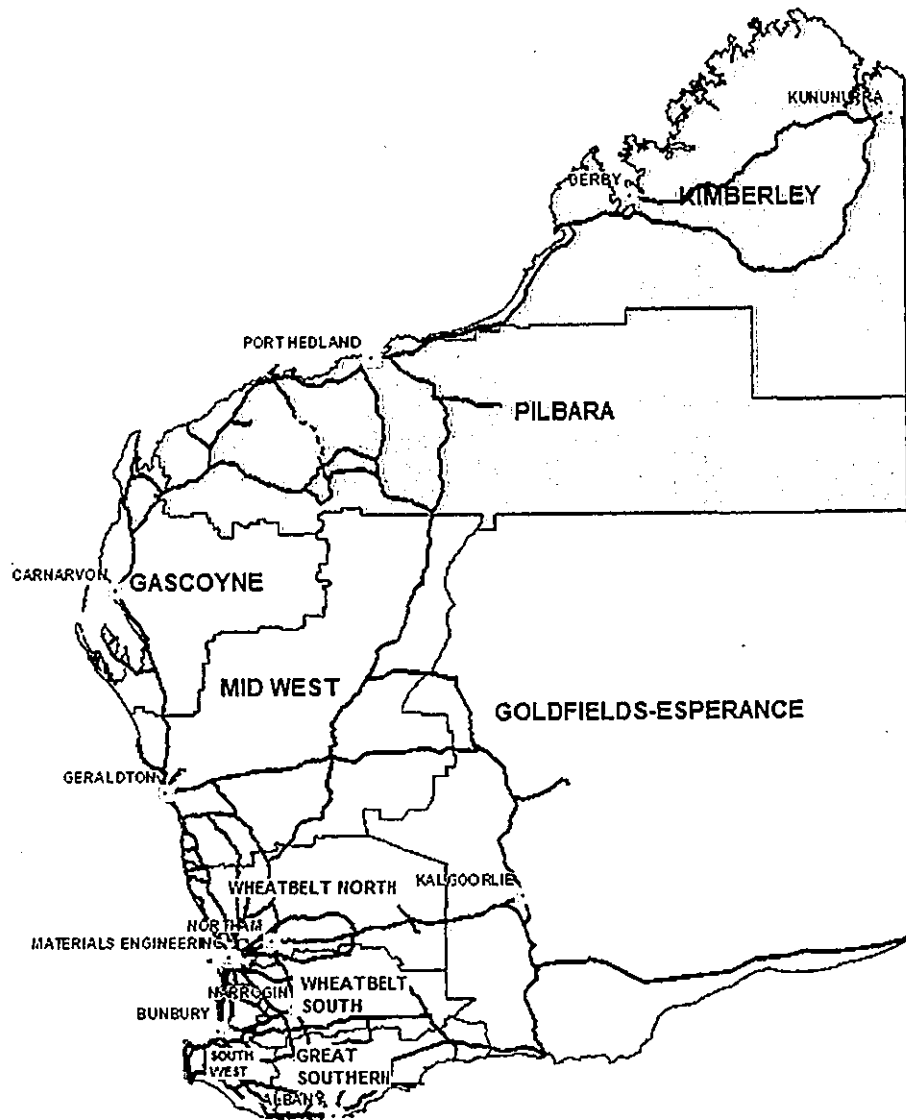 KUNUNURRA
DERBY
KIMBERLEY
PORT HEDLAND
PILBARA
CARNARVON
GASCOYNE
MID WEST
GOLDFIELDS-ESPERANCE
GERALDTON
KALGOORLIE
WHEATBELT NORTH
NORTHAM
MATERIALS ENGINEERING
NARROGIN
WHEATBELT
SOUTH
BUNBURY
SOUTH
WEST
GREAT
SOUTHERN
ALBANY